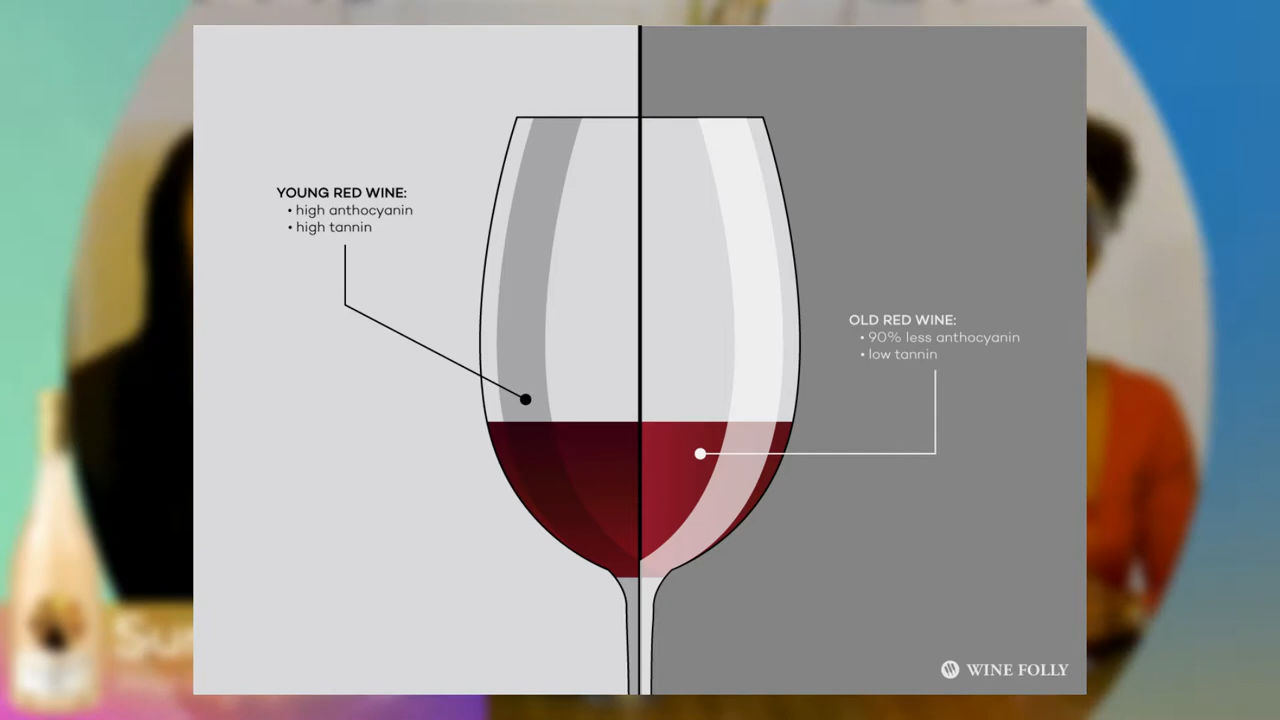 YOUNG RED WINE:
• high anthocyanin
• high tannin
OLD RED WINE:
• 90% less anthocyanin
• low tannin
WINE FOLLY